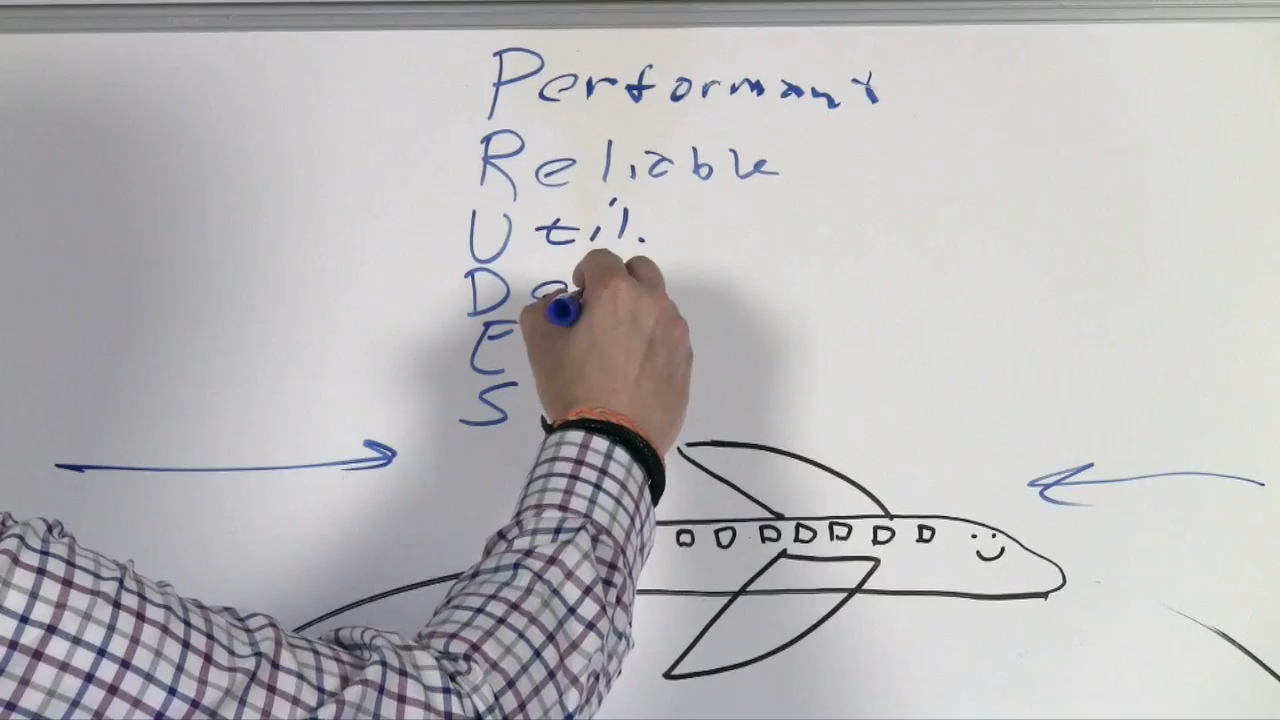 Performant
Reliable
Util.
D
E
S